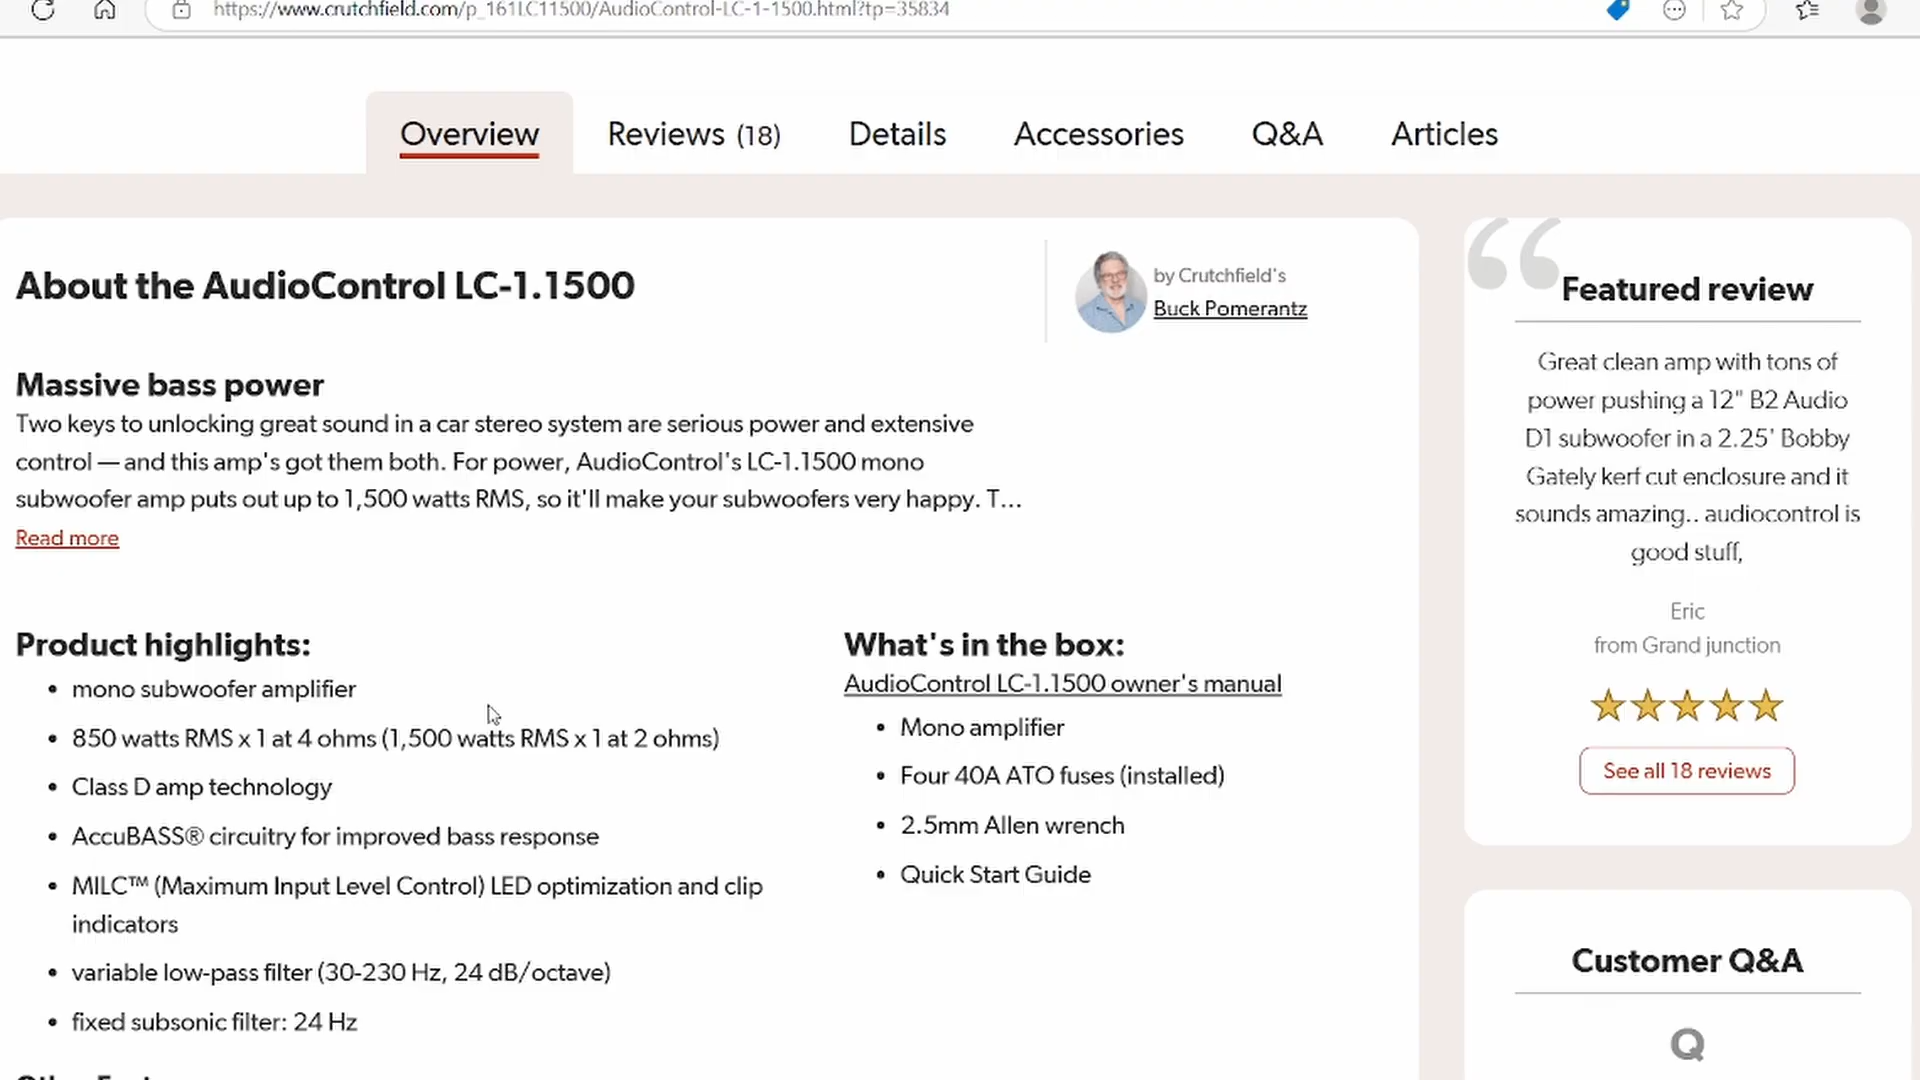 https://www.crutchfield.com/p_161LC11500/AudioControl-LC-1-1500.html?tp=35834
Overview
Reviews (18)
Details
Accessories
Q&A
Articles
About the AudioControl LC-1.1500
by Crutchfield's
Buck Pomerantz
Massive bass power
Two keys to unlocking great sound in a car stereo system are serious power and extensive
control — and this amp's got them both. For power, AudioControl's LC-1.1500 mono
subwoofer amp puts out up to 1,500 watts RMS, so it'll make your subwoofers very happy. T...
Read more
Product highlights:
• mono subwoofer amplifier
• 850 watts RMS x 1 at 4 ohms (1,500 watts RMS x 1 at 2 ohms)
• Class D amp technology
• AccuBASS® circuitry for improved bass response
• MILC™ (Maximum Input Level Control) LED optimization and clip
indicators
• variable low-pass filter (30-230 Hz, 24 dB/octave)
• fixed subsonic filter: 24 Hz
What's in the box:
AudioControl LC-1.1500 owner's manual
• Mono amplifier
• Four 40A ATO fuses (installed)
• 2.5mm Allen wrench
• Quick Start Guide
Featured review
Great clean amp with tons of
power pushing a 12" B2 Audio
D1 subwoofer in a 2.25' Bobby
Gately kerf cut enclosure and it
sounds amazing.. audiocontrol is
good stuff,
Eric
from Grand junction
See all 18 reviews
Customer Q&A
Q